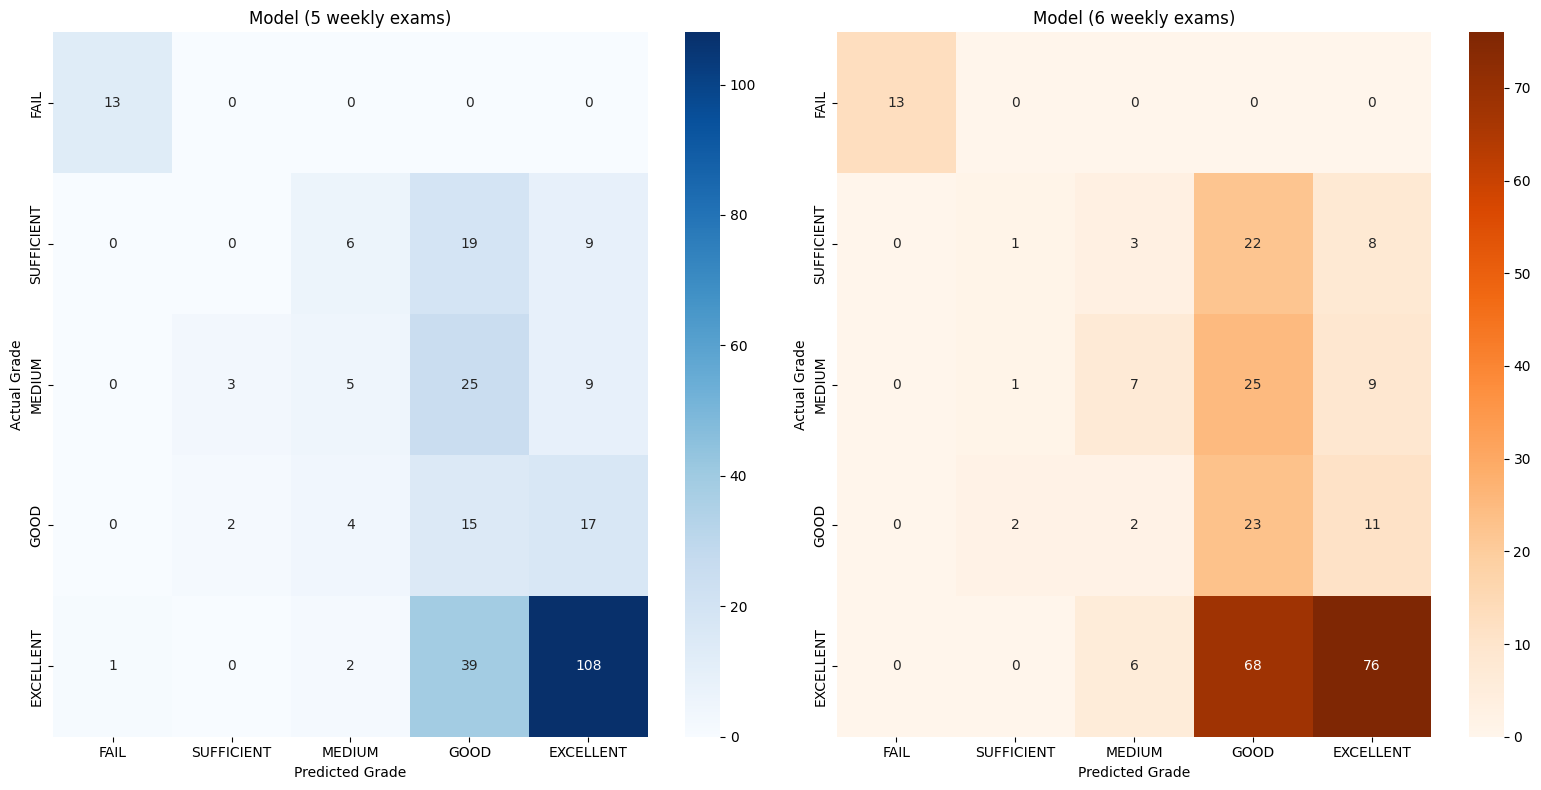 Model (5 weekly exams)
FAIL
SUFFICIENT
MEDIUM
GOOD
EXCELLENT
Actual Grade
13 0 0 0 0
0 0 6 19 9
0 3 5 25 9
0 2 4 15 17
1 0 2 39 108
FAIL SUFFICIENT MEDIUM GOOD EXCELLENT
Predicted Grade
100
80
60
40
20
0
Model (6 weekly exams)
FAIL
SUFFICIENT
MEDIUM
GOOD
EXCELLENT
Actual Grade
13 0 0 0 0
0 1 3 22 8
0 1 7 25 9
0 2 2 23 11
0 0 6 68 76
FAIL SUFFICIENT MEDIUM GOOD EXCELLENT
Predicted Grade
70
60
50
40
30
20
10
0